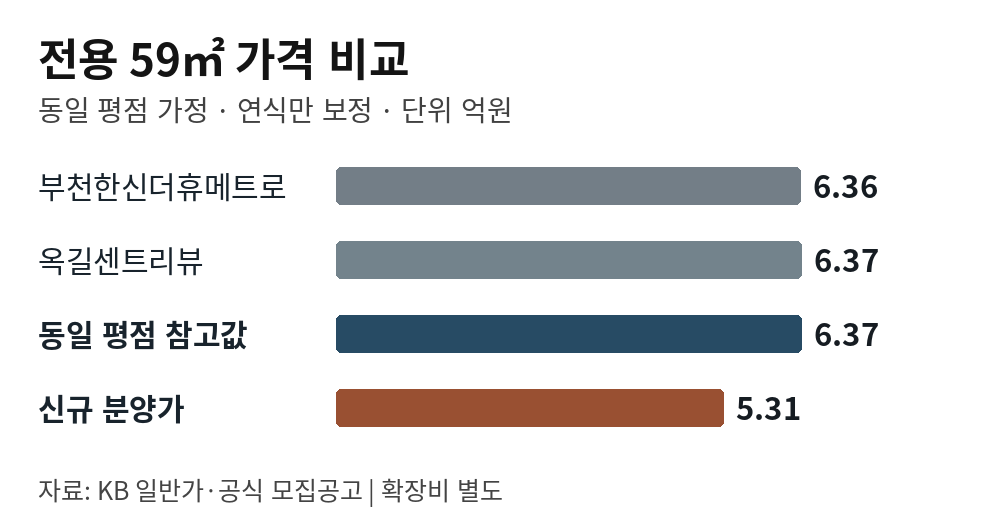 전용 59㎡ 가격 비교
동일 평점 가정 · 연식만 보정 · 단위 억원
부천한신더휴메트로 6.36
옥길센트리뷰 6.37
동일 평점 참고값 6.37
신규 분양가 5.31
자료: KB 일반가·공식 모집공고 | 확장비 별도